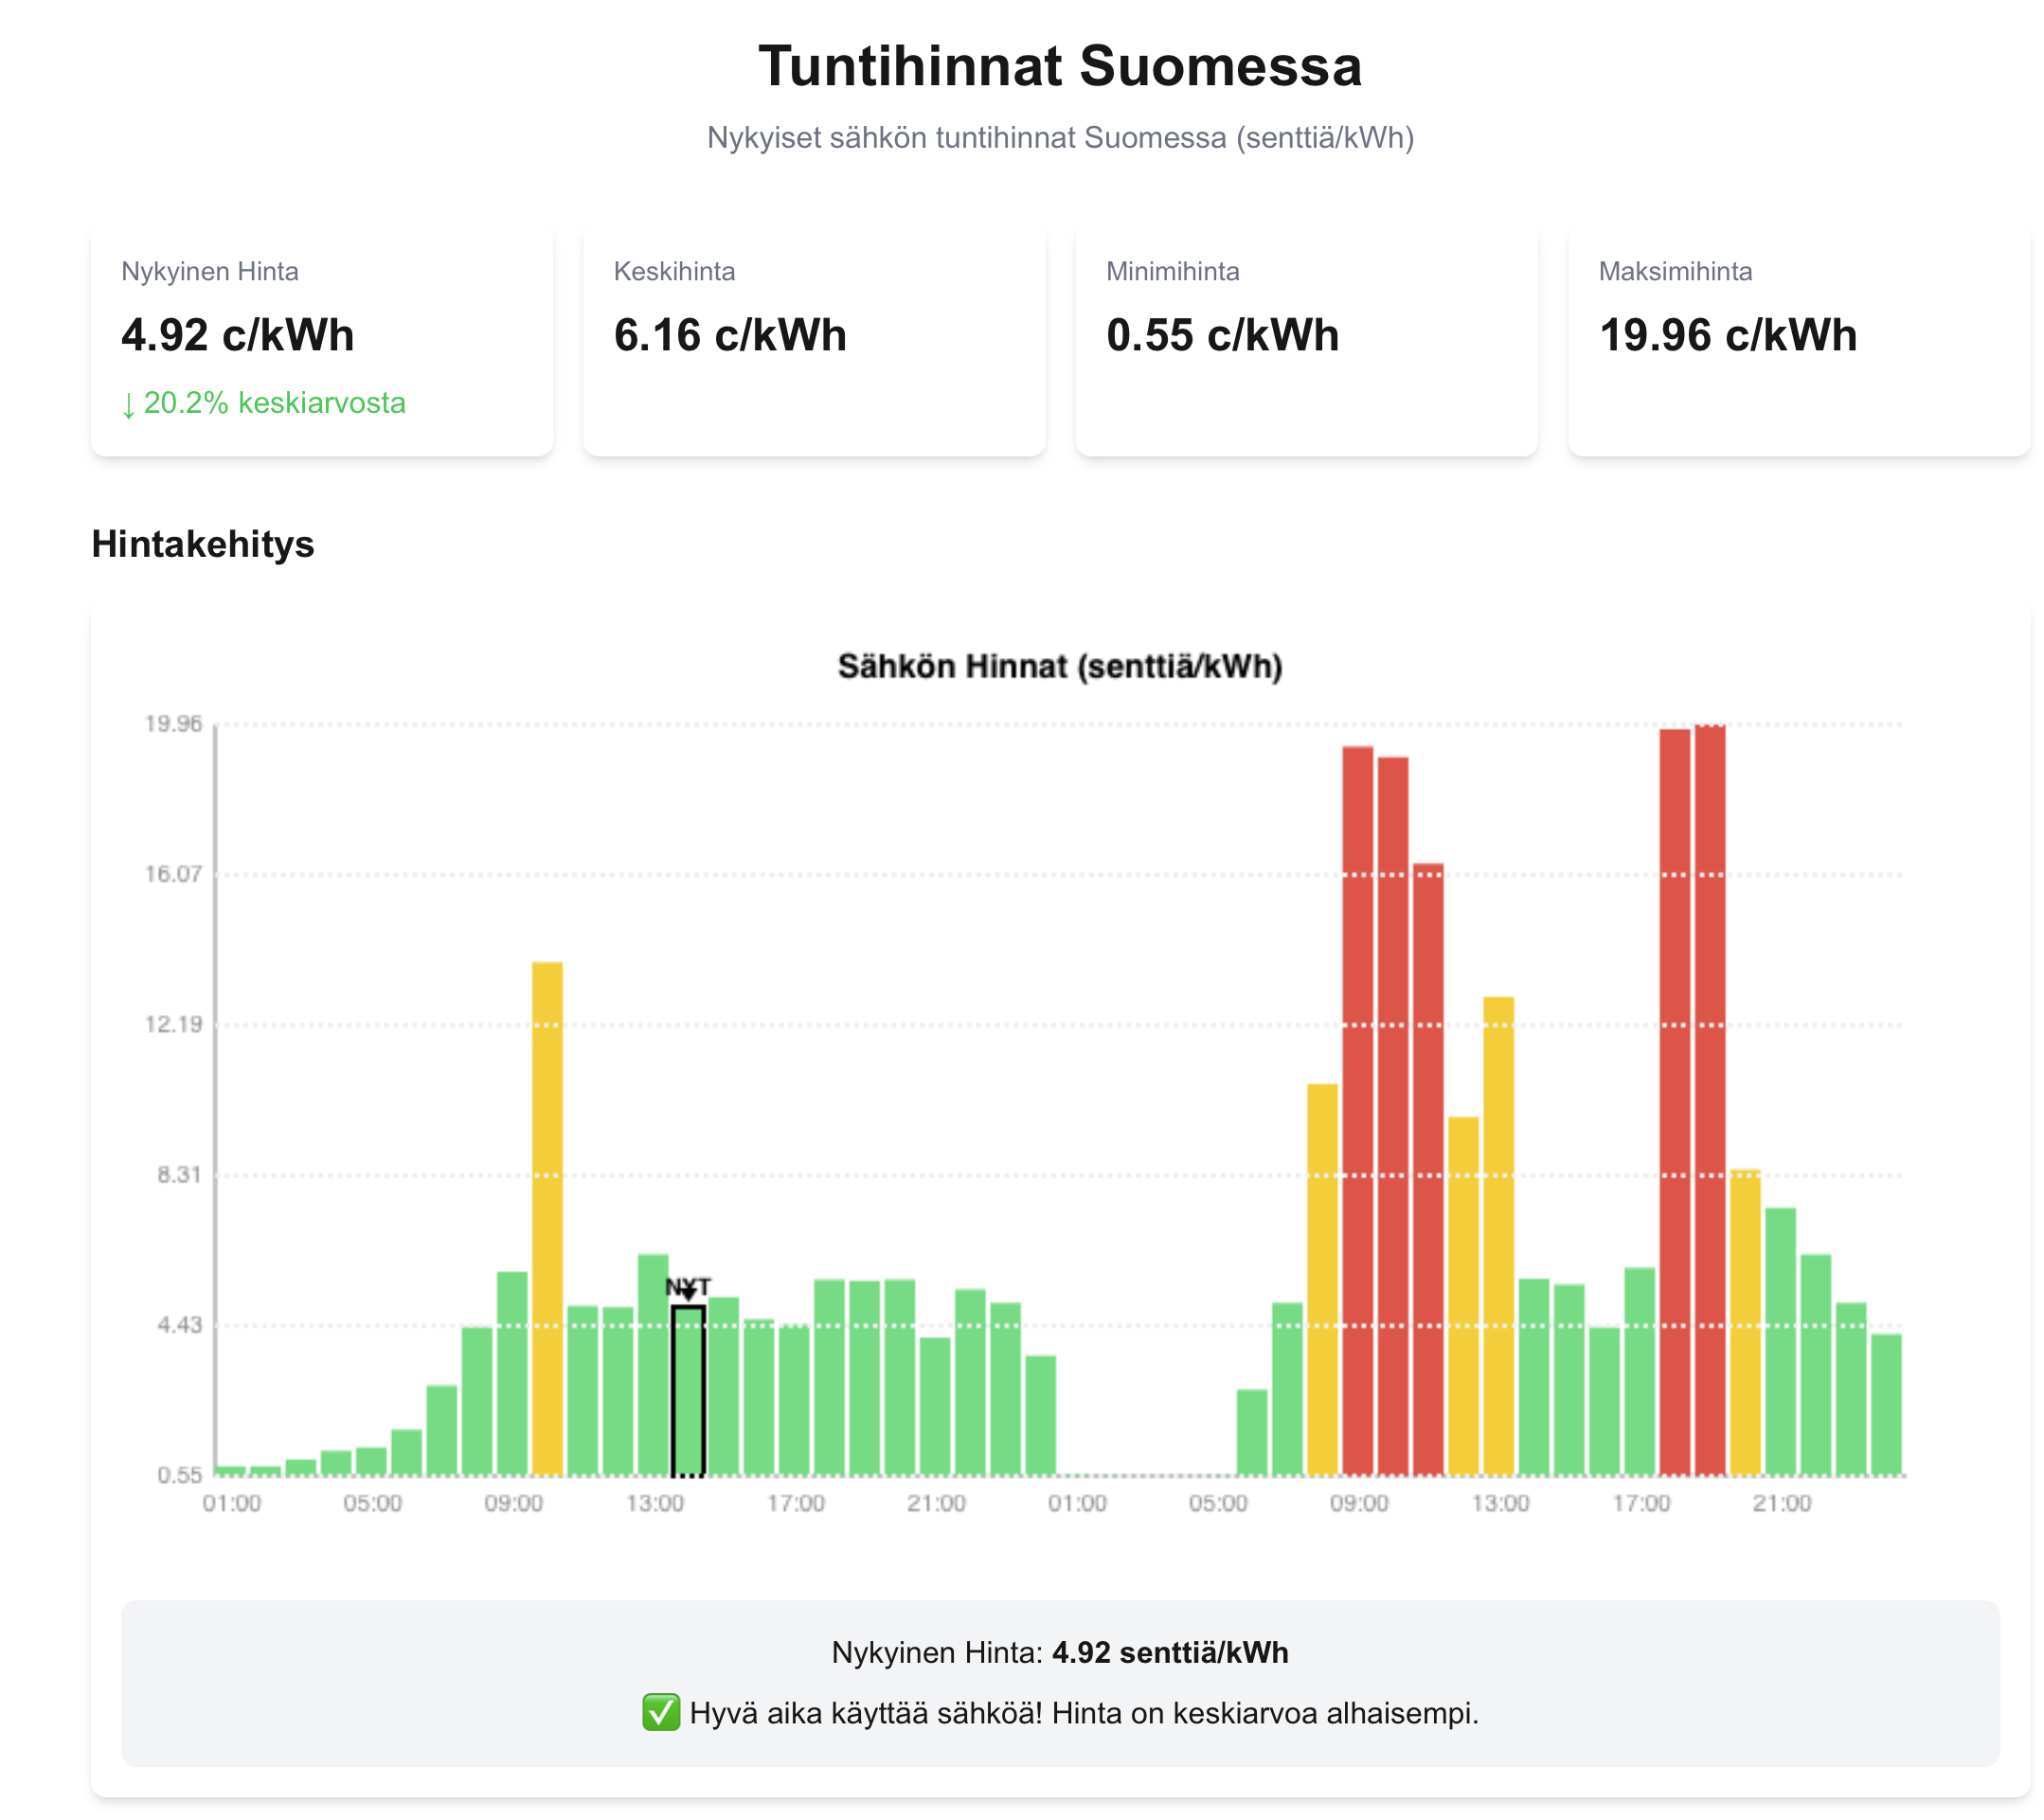 Tuntihinnat Suomessa
Nykyiset sähkön tuntihinnat Suomessa (senttiä/kWh)
Nykyinen Hinta
4.92 c/kWh
↓ 20.2% keskiarvosta
Keskihinta
6.16 c/kWh
Minimihinta
0.55 c/kWh
Maksimihinta
19.96 c/kWh
Hintakehitys
Sähkön Hinnat (senttiä/kWh)
19.96
16.07
12.19
8.31
4.43
0.55
NYT
01:00 05:00 09:00 13:00 17:00 21:00 01:00 05:00 09:00 13:00 17:00 21:00
Nykyinen Hinta: 4.92 senttiä/kWh
✅ Hyvä aika käyttää sähköä! Hinta on keskiarvoa alhaisempi.